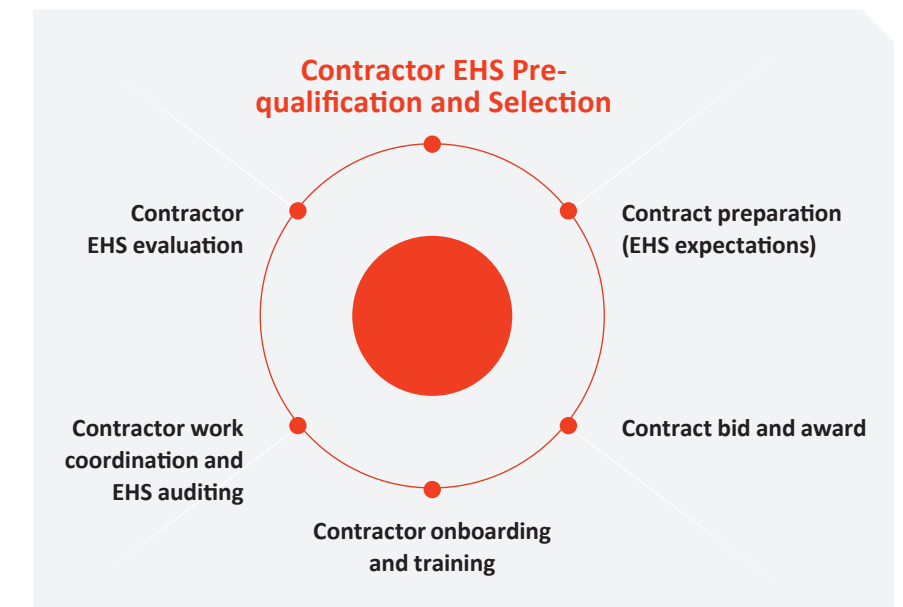 Contractor EHS Pre-
qualification and Selection
Contractor
EHS evaluation
Contract preparation
(EHS expectations)
Contractor work
coordination and
EHS auditing
Contract bid and award
Contractor onboarding
and training